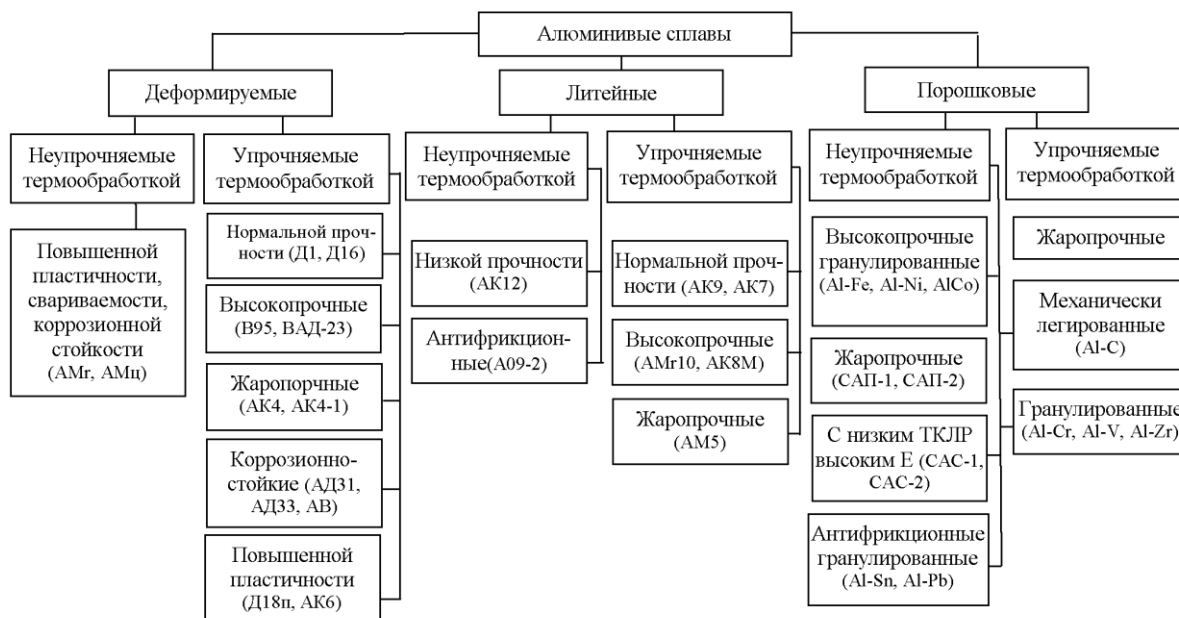 Алюминивые сплавы
Деформируемые
Литейные
Порошковые
Неупрочняемые
термообработкой
Упрочняемые
термообработкой
Неупрочняемые
термообработкой
Упрочняемые
термообработкой
Неупрочняемые
термообработкой
Упрочняемые
термообработкой
Повышенной
пластичности,
свариваемости,
коррозионной
стойкости
(АМг, АМц)
Нормальной проч-
ности (Д1, Д16)
Высокопрочные
(В95, ВАД-23)
Жаропорчные
(АК4, АК4-1)
Коррозионно-
стойкие (АД31,
АД33, АВ)
Повышенной
пластичности
(Д18п, АК6)
Низкой прочности
(АК12)
Антифрикцион-
ные(А09-2)
Нормальной проч-
ности (АК9, АК7)
Высокопрочные
(АМг10, АК8М)
Жаропрочные
(АМ5)
Высокопрочные
гранулированные
(Al-Fe, Al-Ni, AlCo)
Жаропрочные
(САП-1, САП-2)
С низким ТКЛР
высоким Е (САС-1,
САС-2)
Антифрикционные
гранулированные
(Al-Sn, Al-Pb)
Жаропрочные
Механически
легированные
(Al-C)
Гранулированные
(Al-Cr, Al-V, Al-Zr)